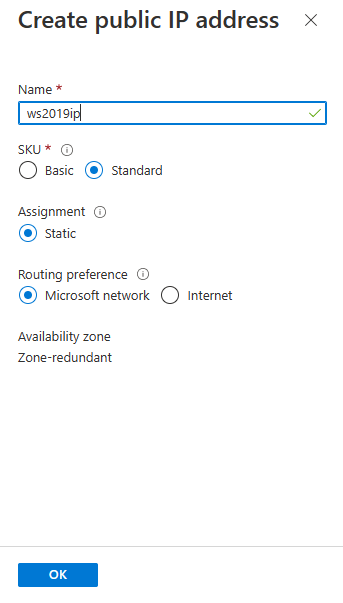 Create public IP address
Name *
ws2019ip
SKU *
Basic Standard
Assignment
Static
Routing preference
Microsoft network Internet
Availability zone
Zone-redundant
OK